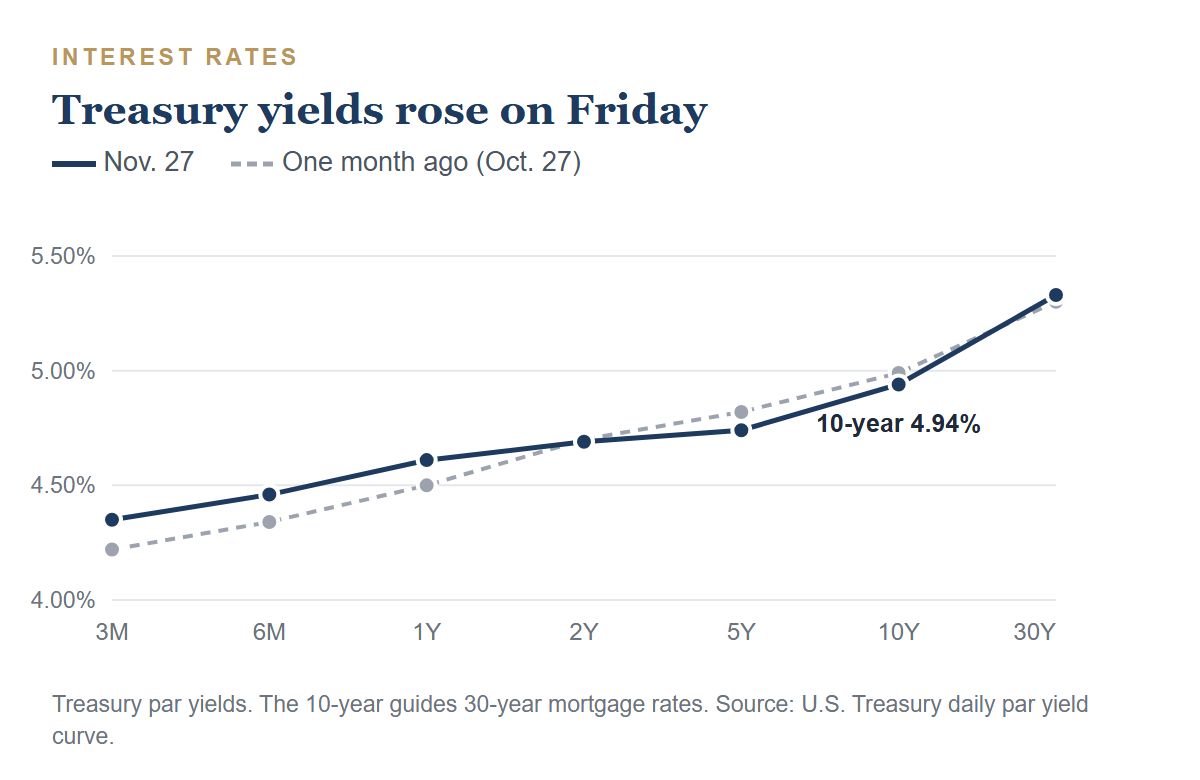 INTEREST RATES
Treasury yields rose on Friday
Nov. 27 One month ago (Oct. 27)
5.50%
5.00%
4.50%
4.00%
10-year 4.94%
3M 6M 1Y 2Y 5Y 10Y 30Y
Treasury par yields. The 10-year guides 30-year mortgage rates. Source: U.S. Treasury daily par yield
curve.